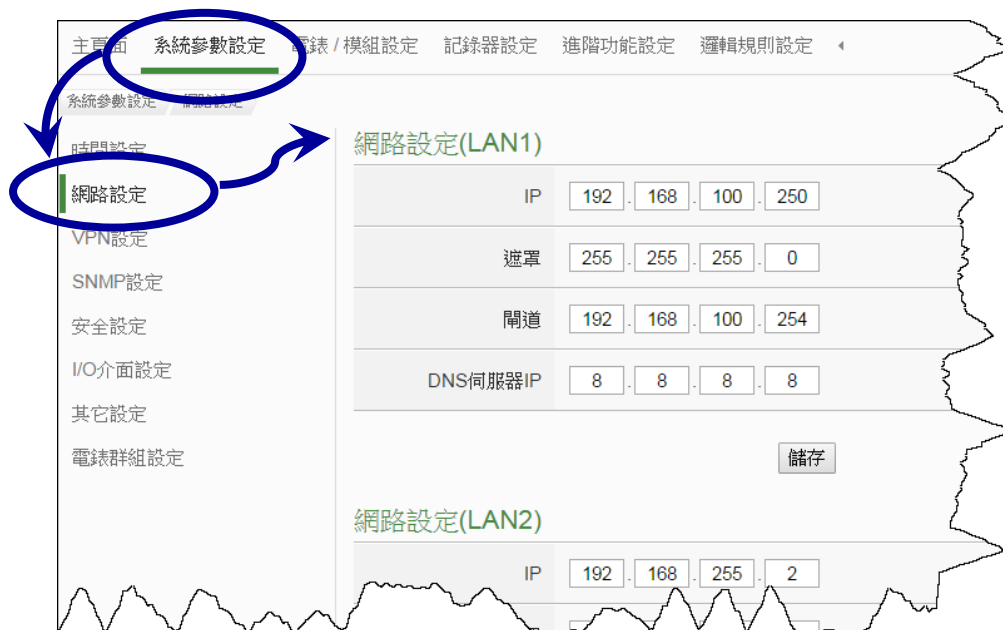 主頁面 系統參數設定 電錶 / 模組設定 記錄器設定 進階功能設定 邏輯規則設定
系統參數設定 網路設定
時間設定
網路設定
VPN設定
SNMP設定
安全設定
I/O介面設定
其它設定
電錶群組設定
網路設定(LAN1)
IP 192 . 168 . 100 . 250
遮罩 255 . 255 . 255 . 0
閘道 192 . 168 . 100 . 254
DNS伺服器IP 8 . 8 . 8 . 8
儲存
網路設定(LAN2)
IP 192 . 168 . 255 . 2